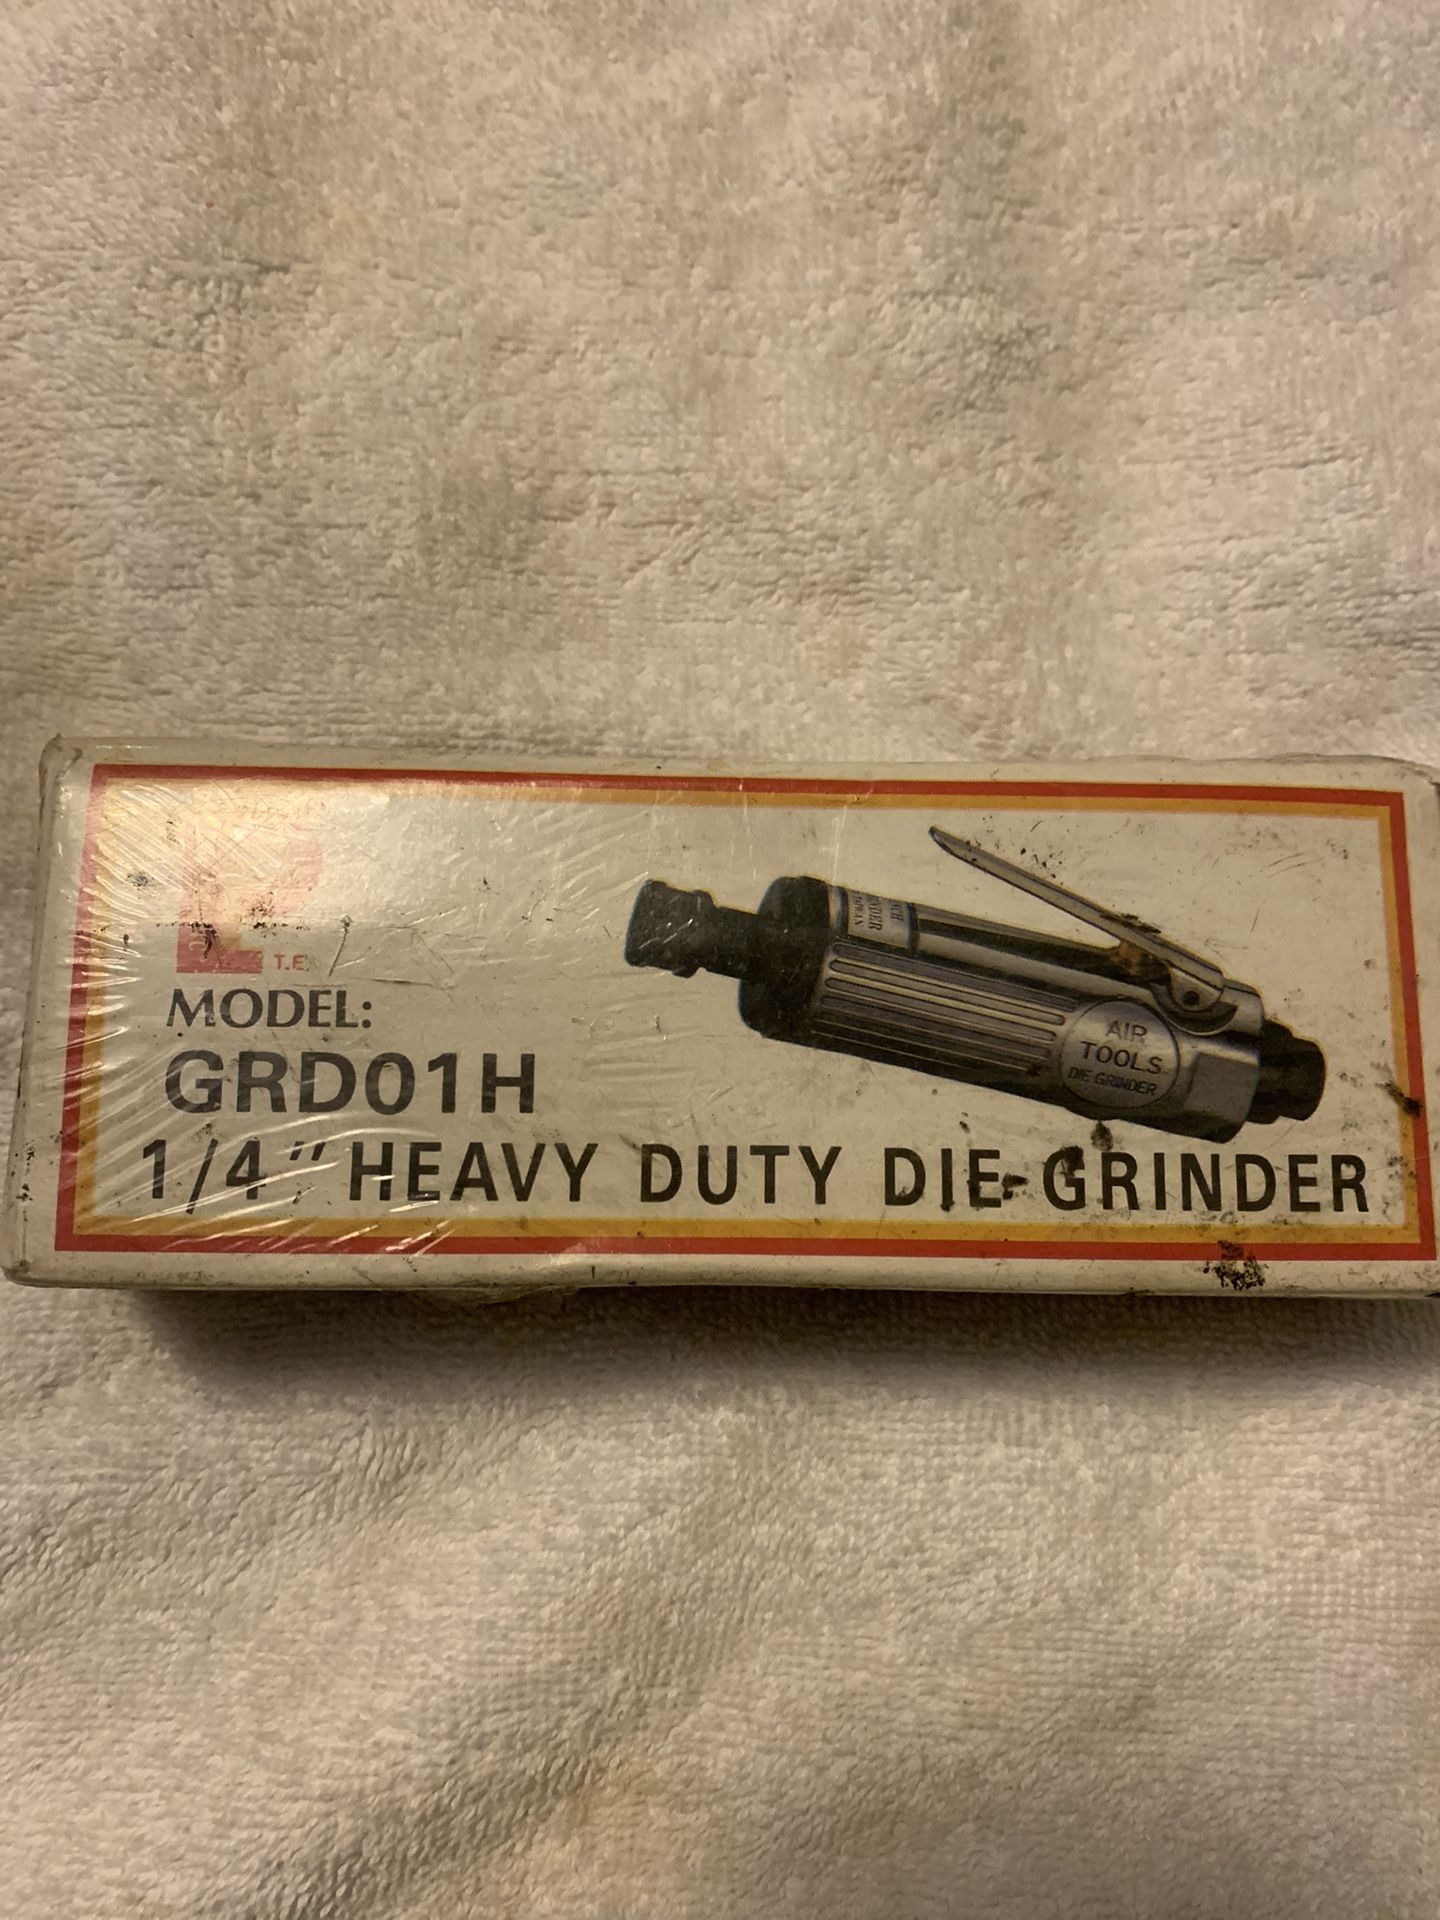 T.E.
MODEL:
GRD01H
1/4" HEAVY DUTY DIE GRINDER
AIR
TOOLS
DIE GRINDER